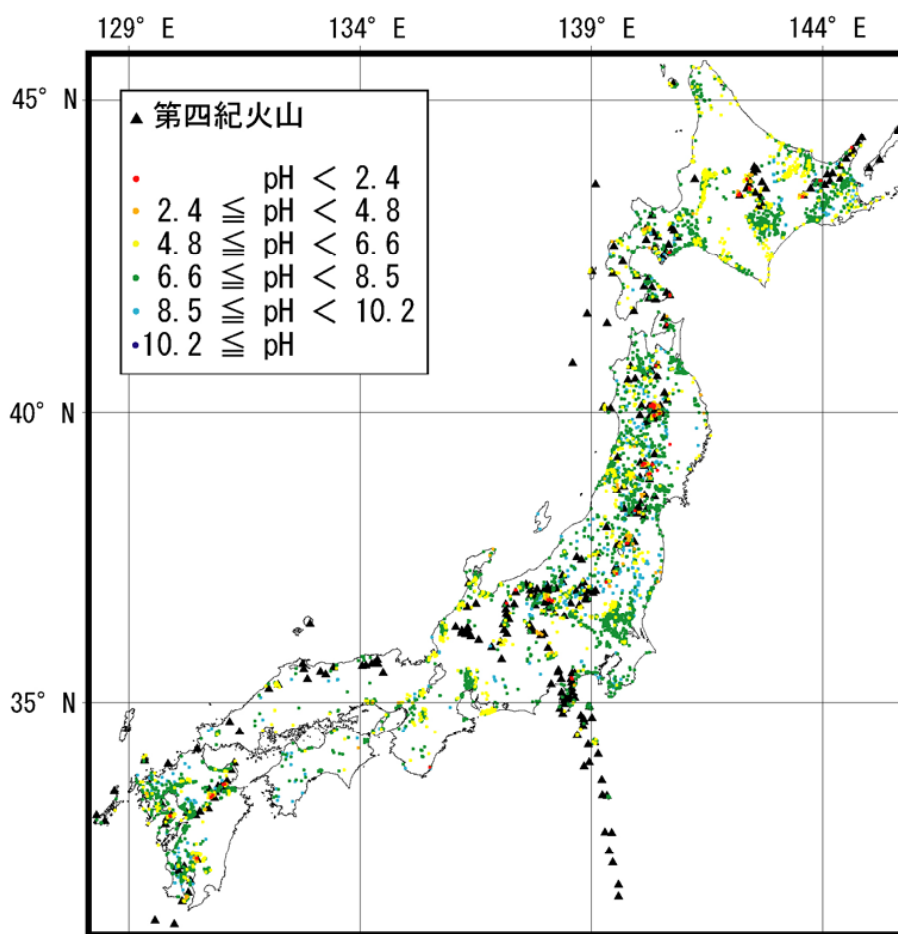 129° E 134° E 139° E 144° E
45° N
▲ 第四紀火山
pH < 2.4
2.4 ≦ pH < 4.8
4.8 ≦ pH < 6.6
6.6 ≦ pH < 8.5
8.5 ≦ pH < 10.2
10.2 ≦ pH
40° N
35° N